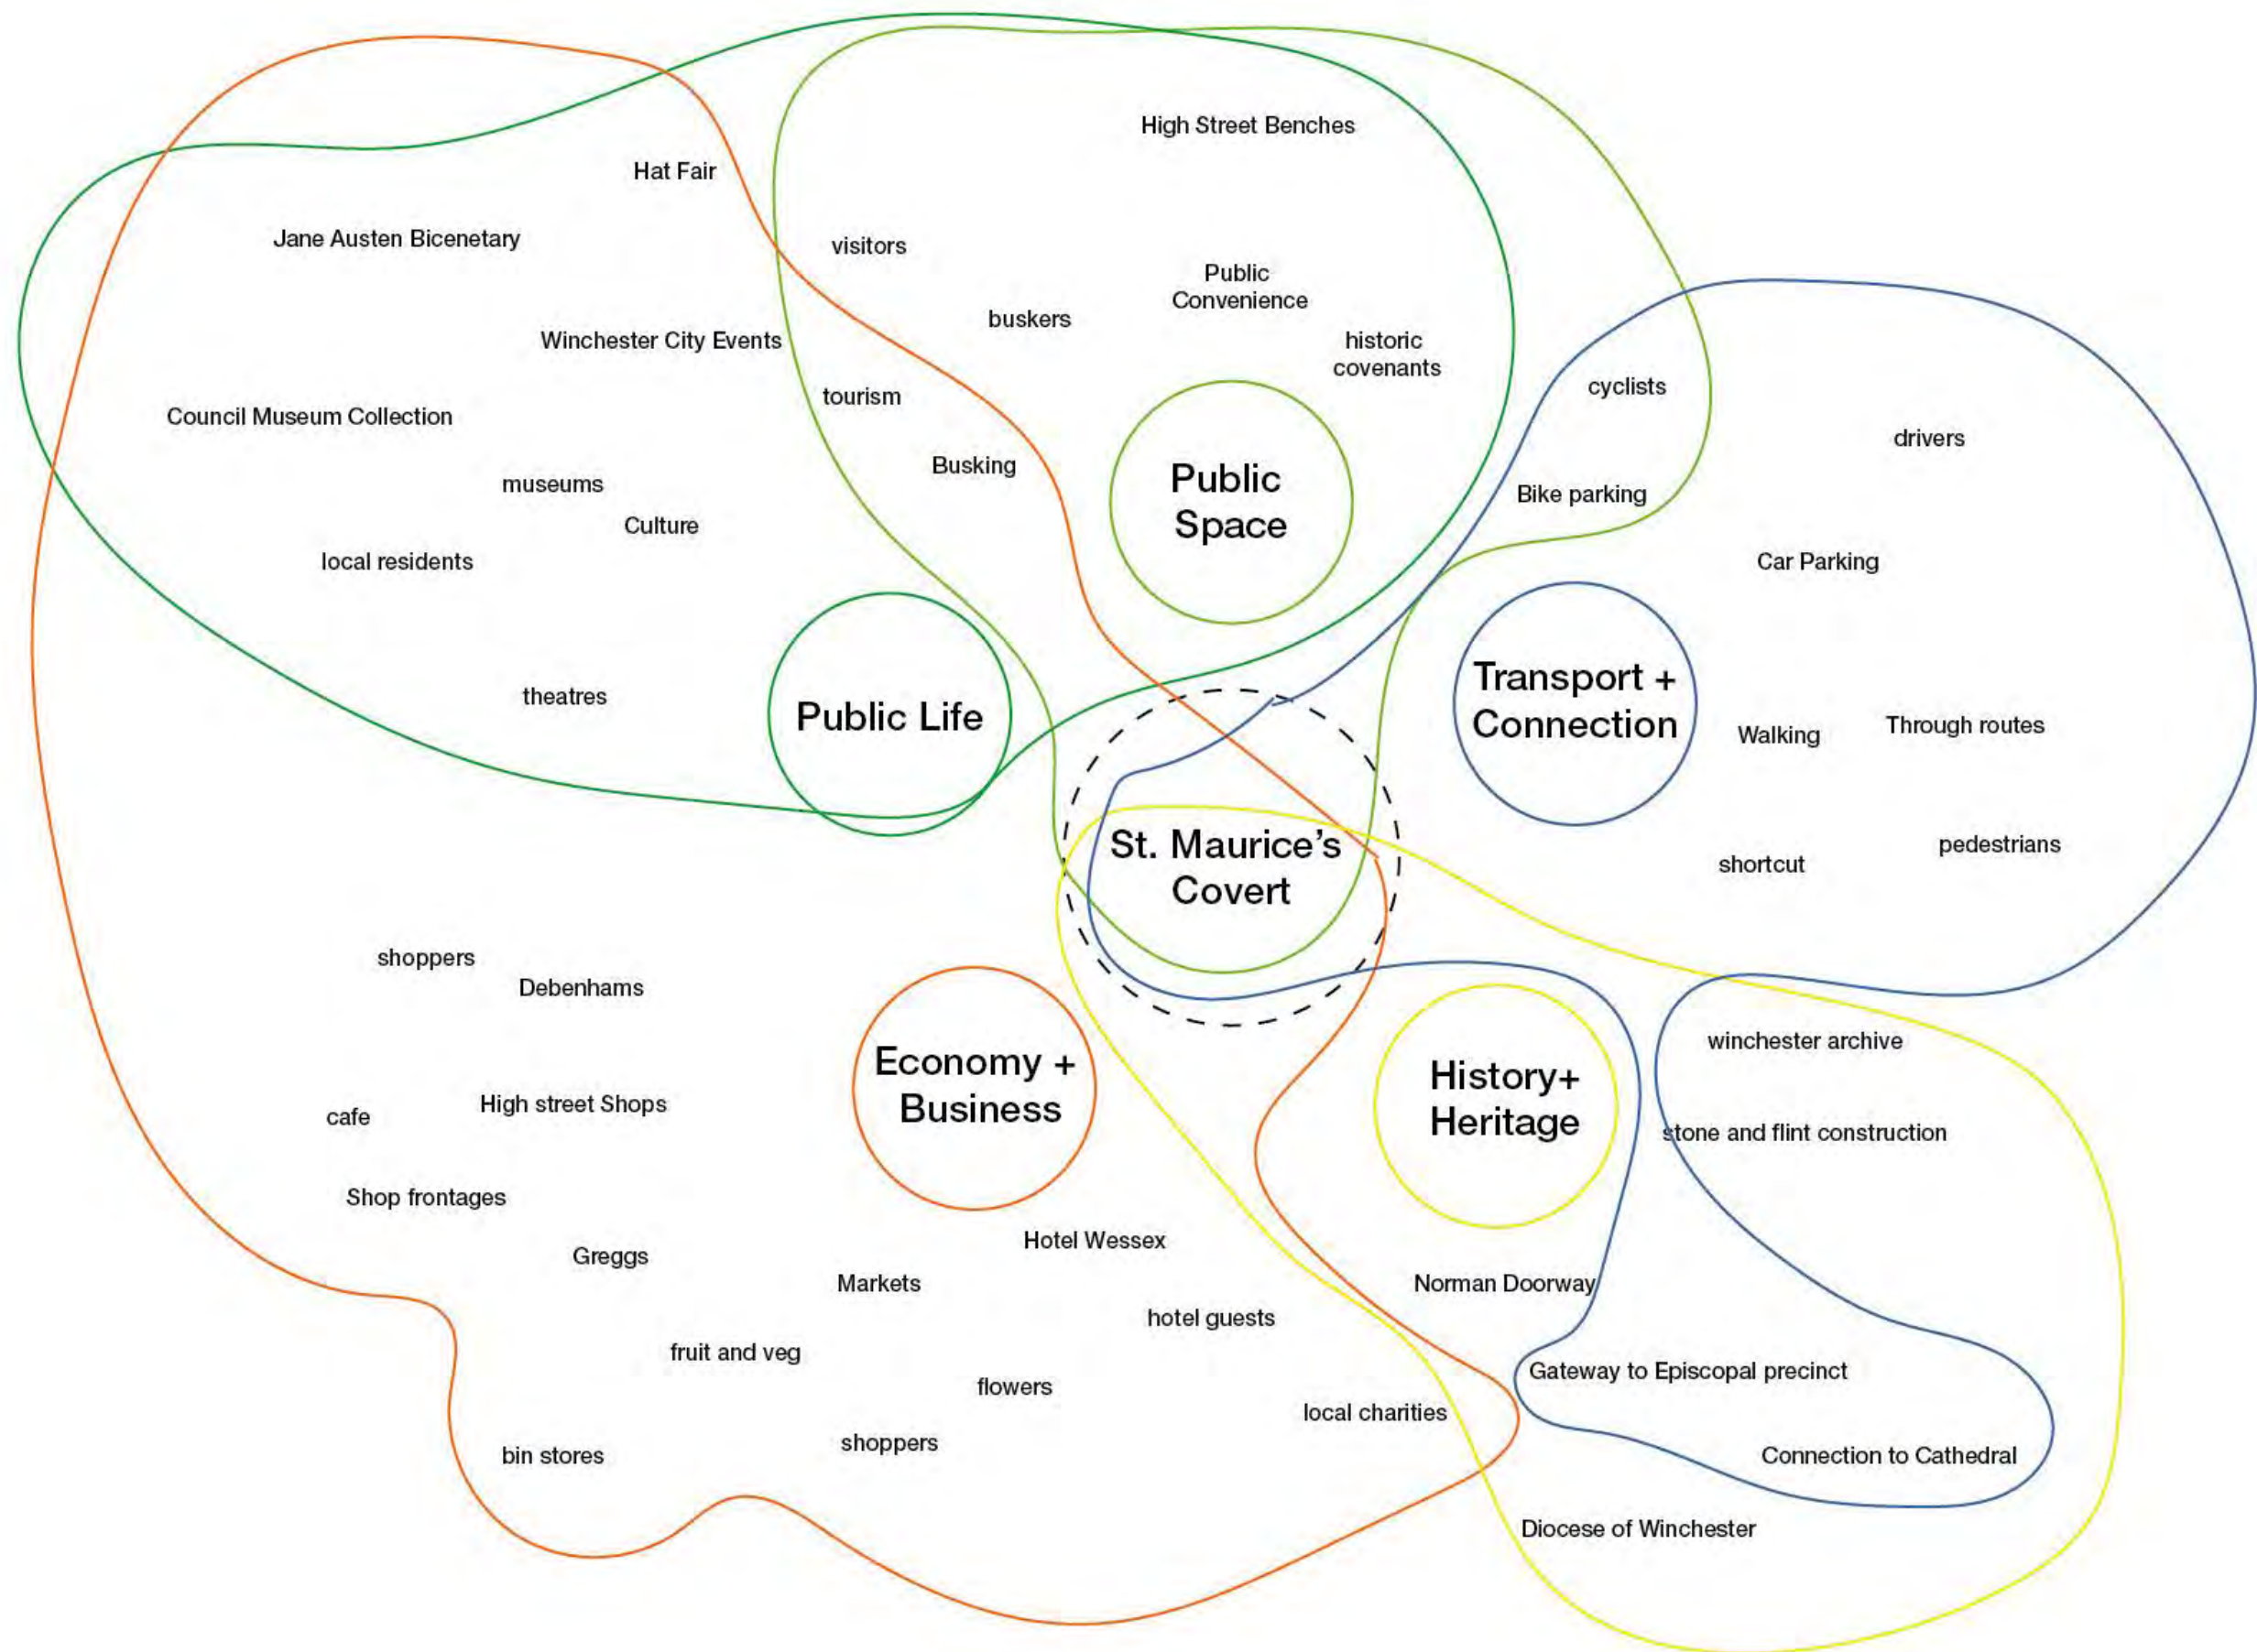 High Street Benches
Hat Fair
Jane Austen Bicenetary
visitors
Public
Convenience
buskers
Winchester City Events
historic
covenants
cyclists
tourism
Council Museum Collection
drivers
Busking
museums
Bike parking
Public
Space
Culture
local residents
Car Parking
theatres
Public Life
Transport +
Connection
Walking
Through routes
St. Maurice's
Covert
pedestrians
shortcut
shoppers
Debenhams
winchester archive
Economy +
Business
History+
Heritage
cafe
High street Shops
stone and flint construction
Shop frontages
Greggs
Hotel Wessex
Markets
Norman Doorway
hotel guests
fruit and veg
Gateway to Episcopal precinct
flowers
local charities
shoppers
bin stores
Connection to Cathedral
Diocese of Winchester